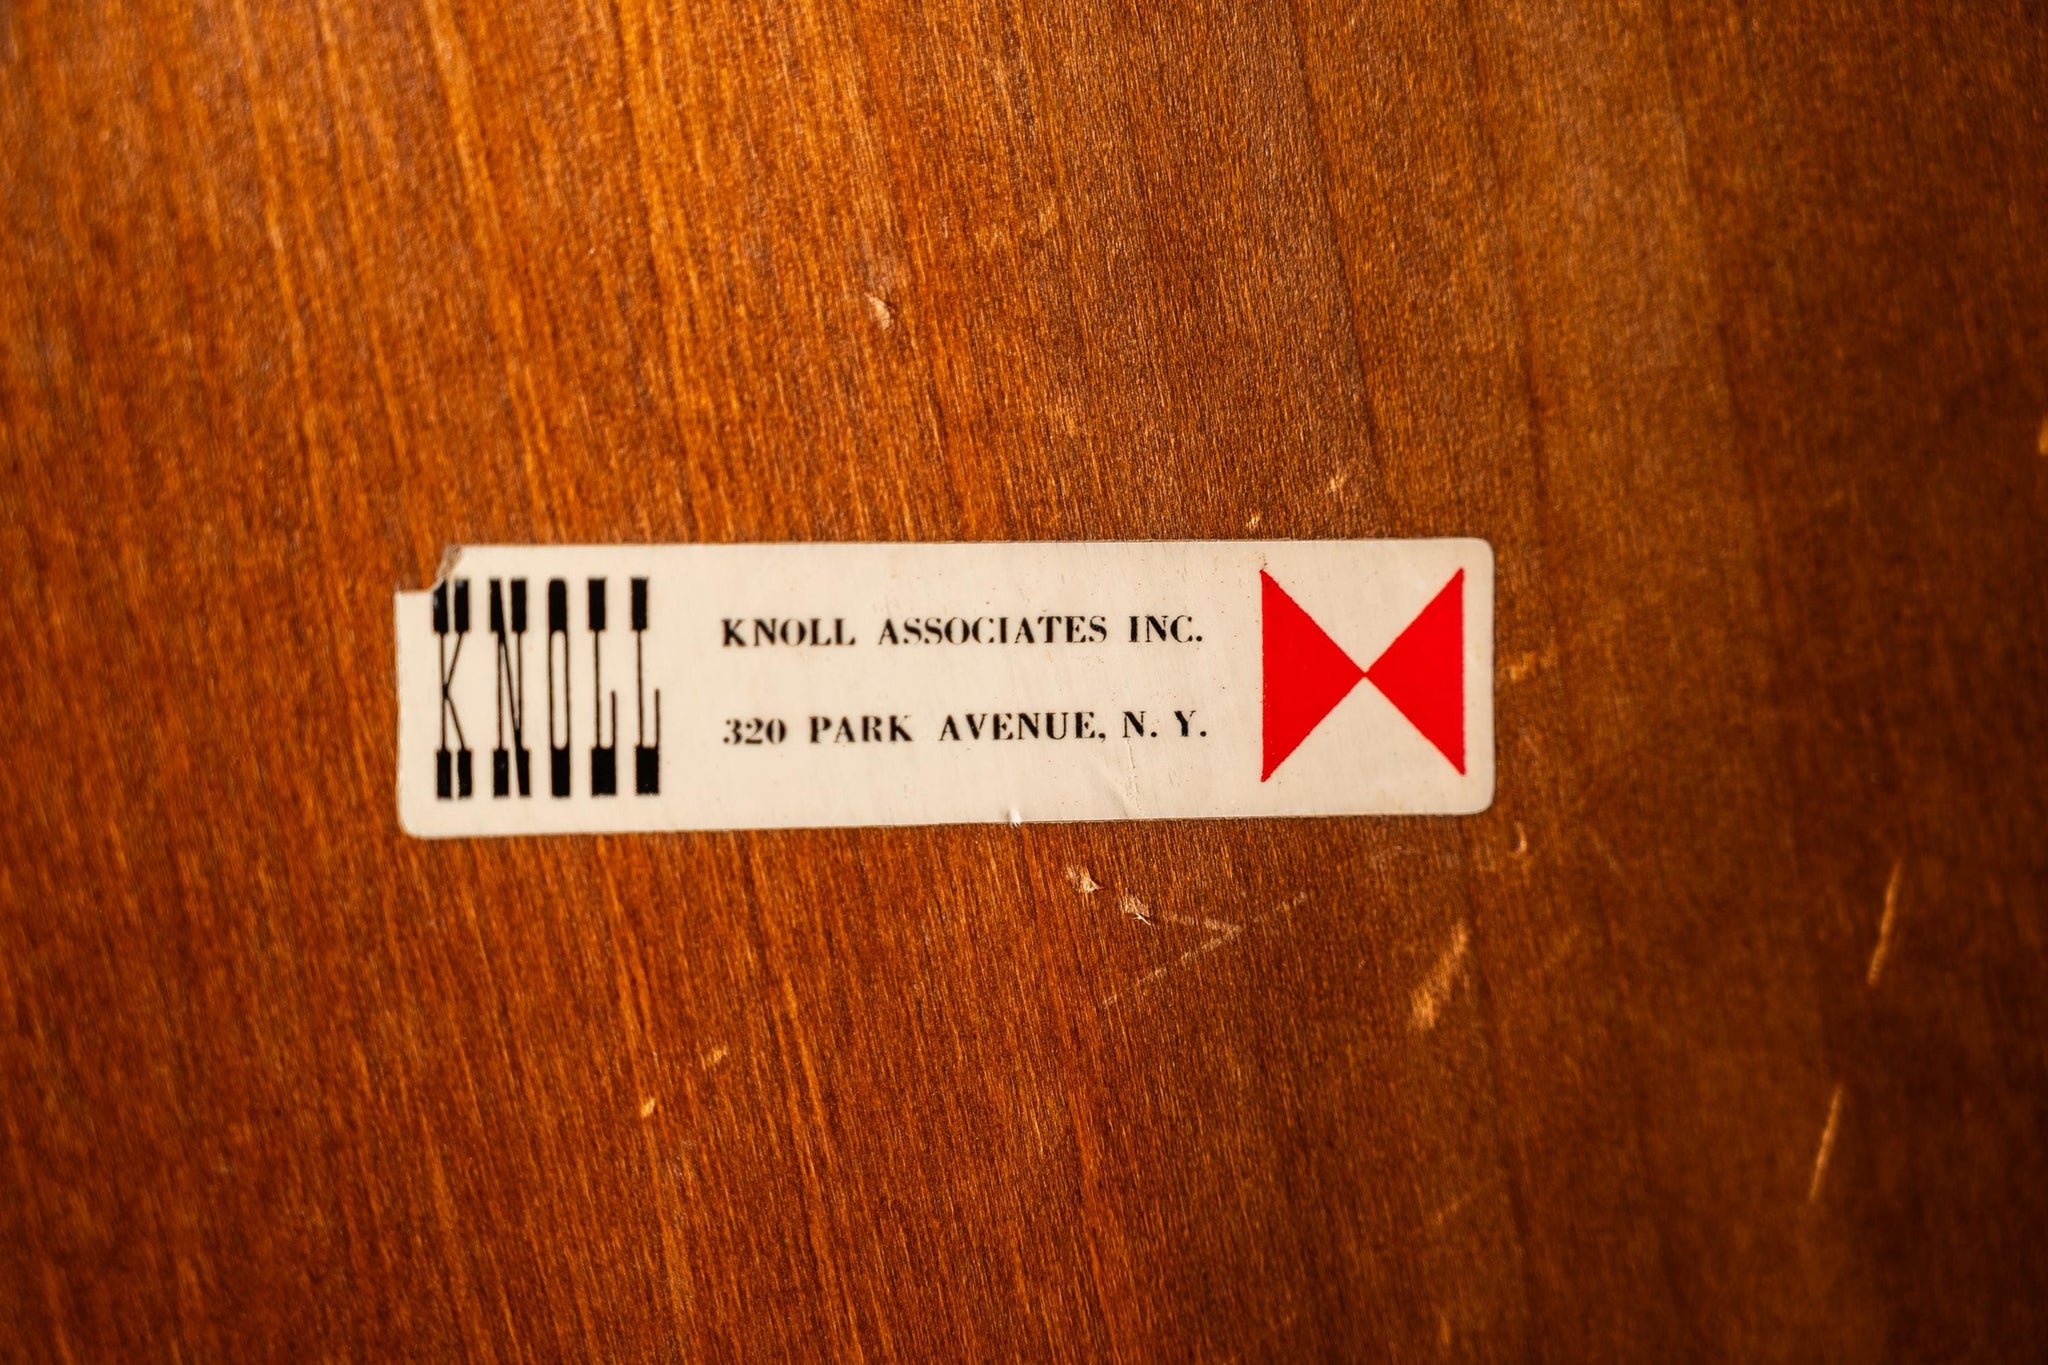 KNOLL
KNOLL ASSOCIATES INC.
320 PARK AVENUE, N. Y.